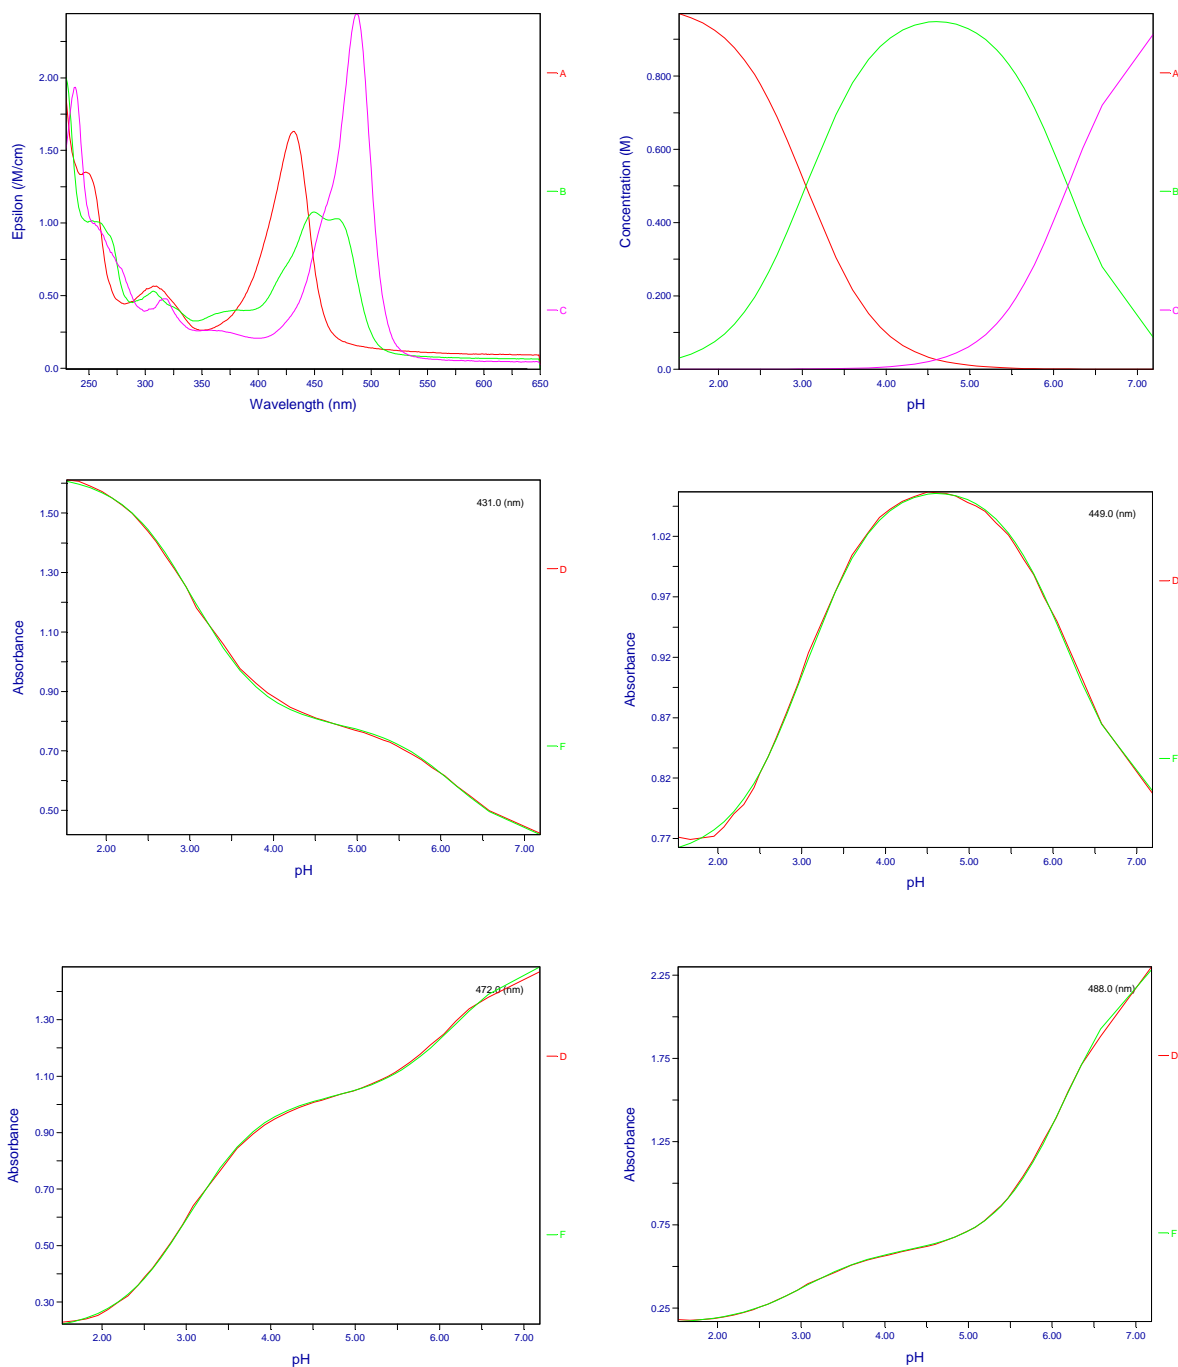 Epsilon (/M/cm)
2.00
1.50
1.00
0.50
0.0
250
300
350
400
450
500
550
600
650
Wavelength (nm)
A
B
C
Concentration (M)
0.800
0.600
0.400
0.200
0.0
2.00
3.00
4.00
5.00
6.00
7.00
pH
A
B
C
431.0 (nm)
Absorbance
1.50
1.30
1.10
0.90
0.70
0.50
2.00
3.00
4.00
5.00
6.00
7.00
pH
D
F
449.0 (nm)
Absorbance
1.02
0.97
0.92
0.87
0.82
0.77
2.00
3.00
4.00
5.00
6.00
7.00
pH
D
F
472.0 (nm)
Absorbance
1.30
1.10
0.90
0.70
0.50
0.30
2.00
3.00
4.00
5.00
6.00
7.00
pH
D
F
488.0 (nm)
Absorbance
2.25
1.75
1.25
0.75
0.25
2.00
3.00
4.00
5.00
6.00
7.00
pH
D
F